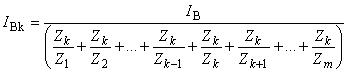 I_Bk = I_B / (Z_k/Z_1 + Z_k/Z_2 + ... + Z_k/Z_{k-1} + Z_k/Z_k + Z_k/Z_{k+1} + ... + Z_k/Z_m)